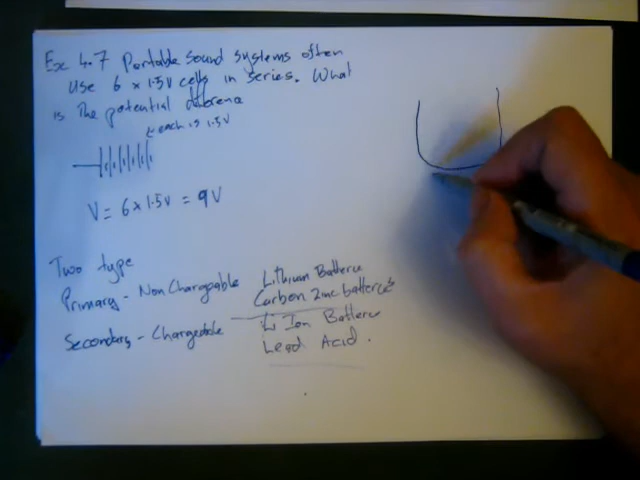 Ex 4.7 Portable sound systems often
use 6 x 1.5V cells in series. What
is the potential difference
each is 1.5V
V = 6 x 1.5V = 9V
Two type
Primary - Non Chargeable
Lithium Battery
Carbon Zinc batteries
Secondary - Chargeable
Li Ion Battery
Lead Acid.